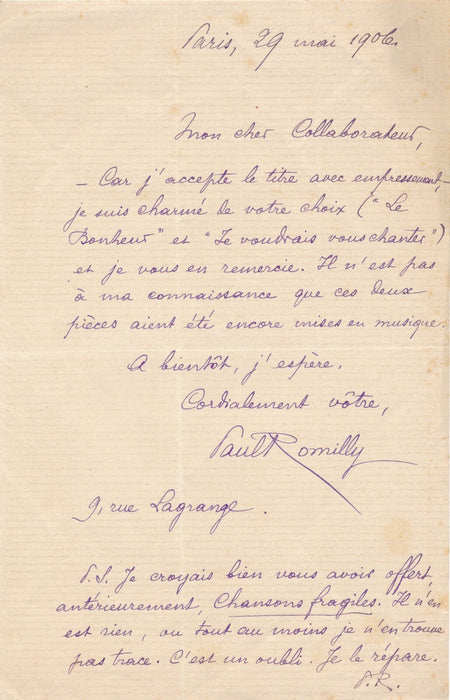 Paris, 29 mai 1906.
Mon cher Collaborateur,
– Car j'accepte le titre avec empressement, –
je suis charmé de votre choix ("Le
Bonheur" et "Je voudrais vous chanter")
et je vous en remercie. Il n'est pas
à ma connaissance que ces deux
pièces aient été encore mises en musique.
A bientôt, j'espère.
Cordialement vôtre,
Paul Romilly
9, rue Lagrange.
P.S. Je croyais bien vous avoir offert,
antérieurement, Chansons fragiles. Il n'en
est rien, ou tout au moins je n'en trouve
pas trace. C'est un oubli. Je le répare.
P.R.